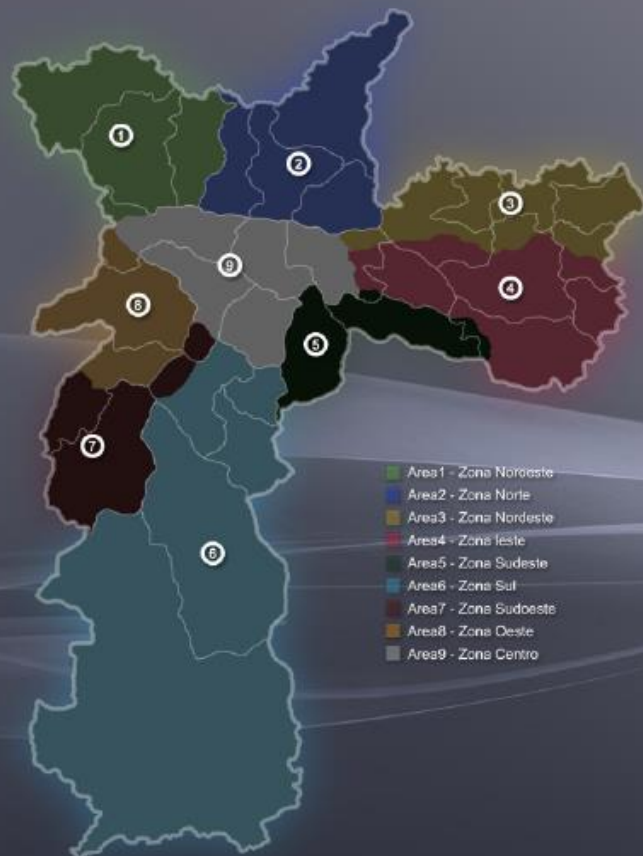 1
2
3
9
4
8
5
7
6
Area1 - Zona Noroeste
Area2 - Zona Norte
Area3 - Zona Nordeste
Area4 - Zona leste
Area5 - Zona Sudeste
Area6 - Zona Sul
Area7 - Zona Sudoeste
Area8 - Zona Oeste
Area9 - Zona Centro